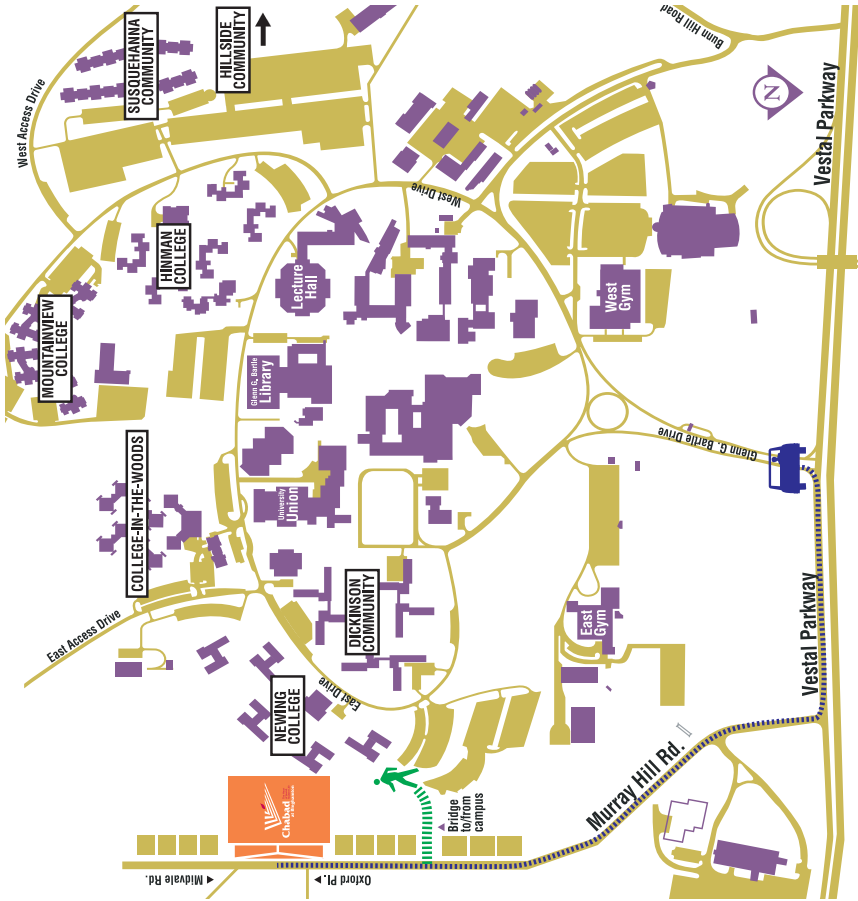 SUSQUEHANNA
COMMUNITY
HILLSIDE
COMMUNITY
Bunn Hill Road
West Access Drive
N
Vestal Parkway
West Drive
HINMAN
COLLEGE
Lecture
Hall
West
Gym
MOUNTAINVIEW
COLLEGE
Glenn G. Bartle
Library
Glenn G. Bartle Drive
COLLEGE-IN-THE-WOODS
University
Union
DICKINSON
COMMUNITY
East
Gym
Vestal Parkway
East Access Drive
East Drive
NEWING
COLLEGE
Murray Hill Rd.
Chabad
Bridge
to/from
campus
Midvale Rd.
Oxford Pl.